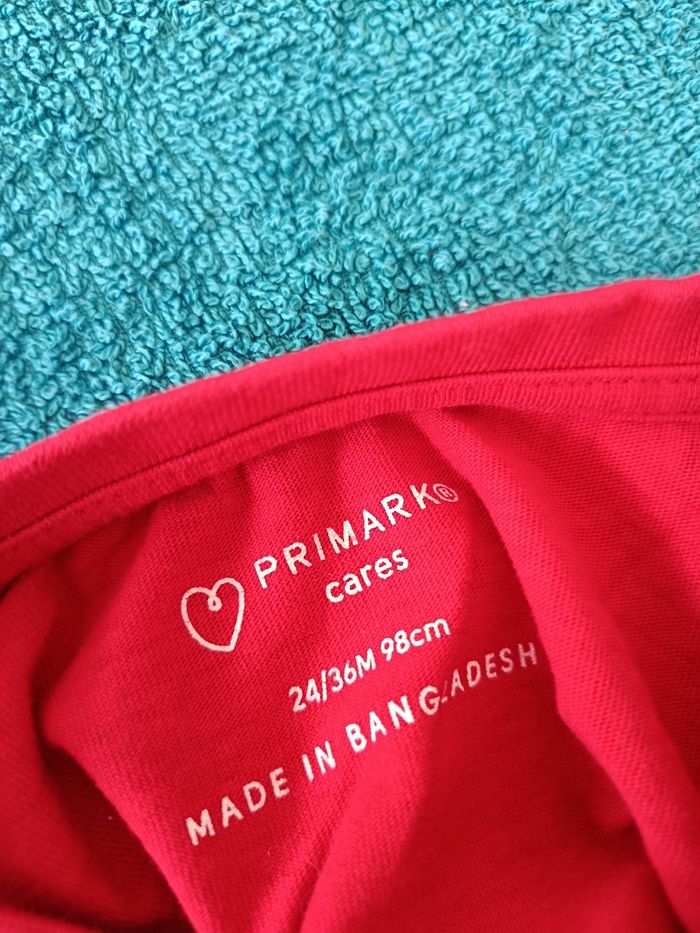 PRIMARK®
cares
24/36M 98cm
MADE IN BANGLADESH